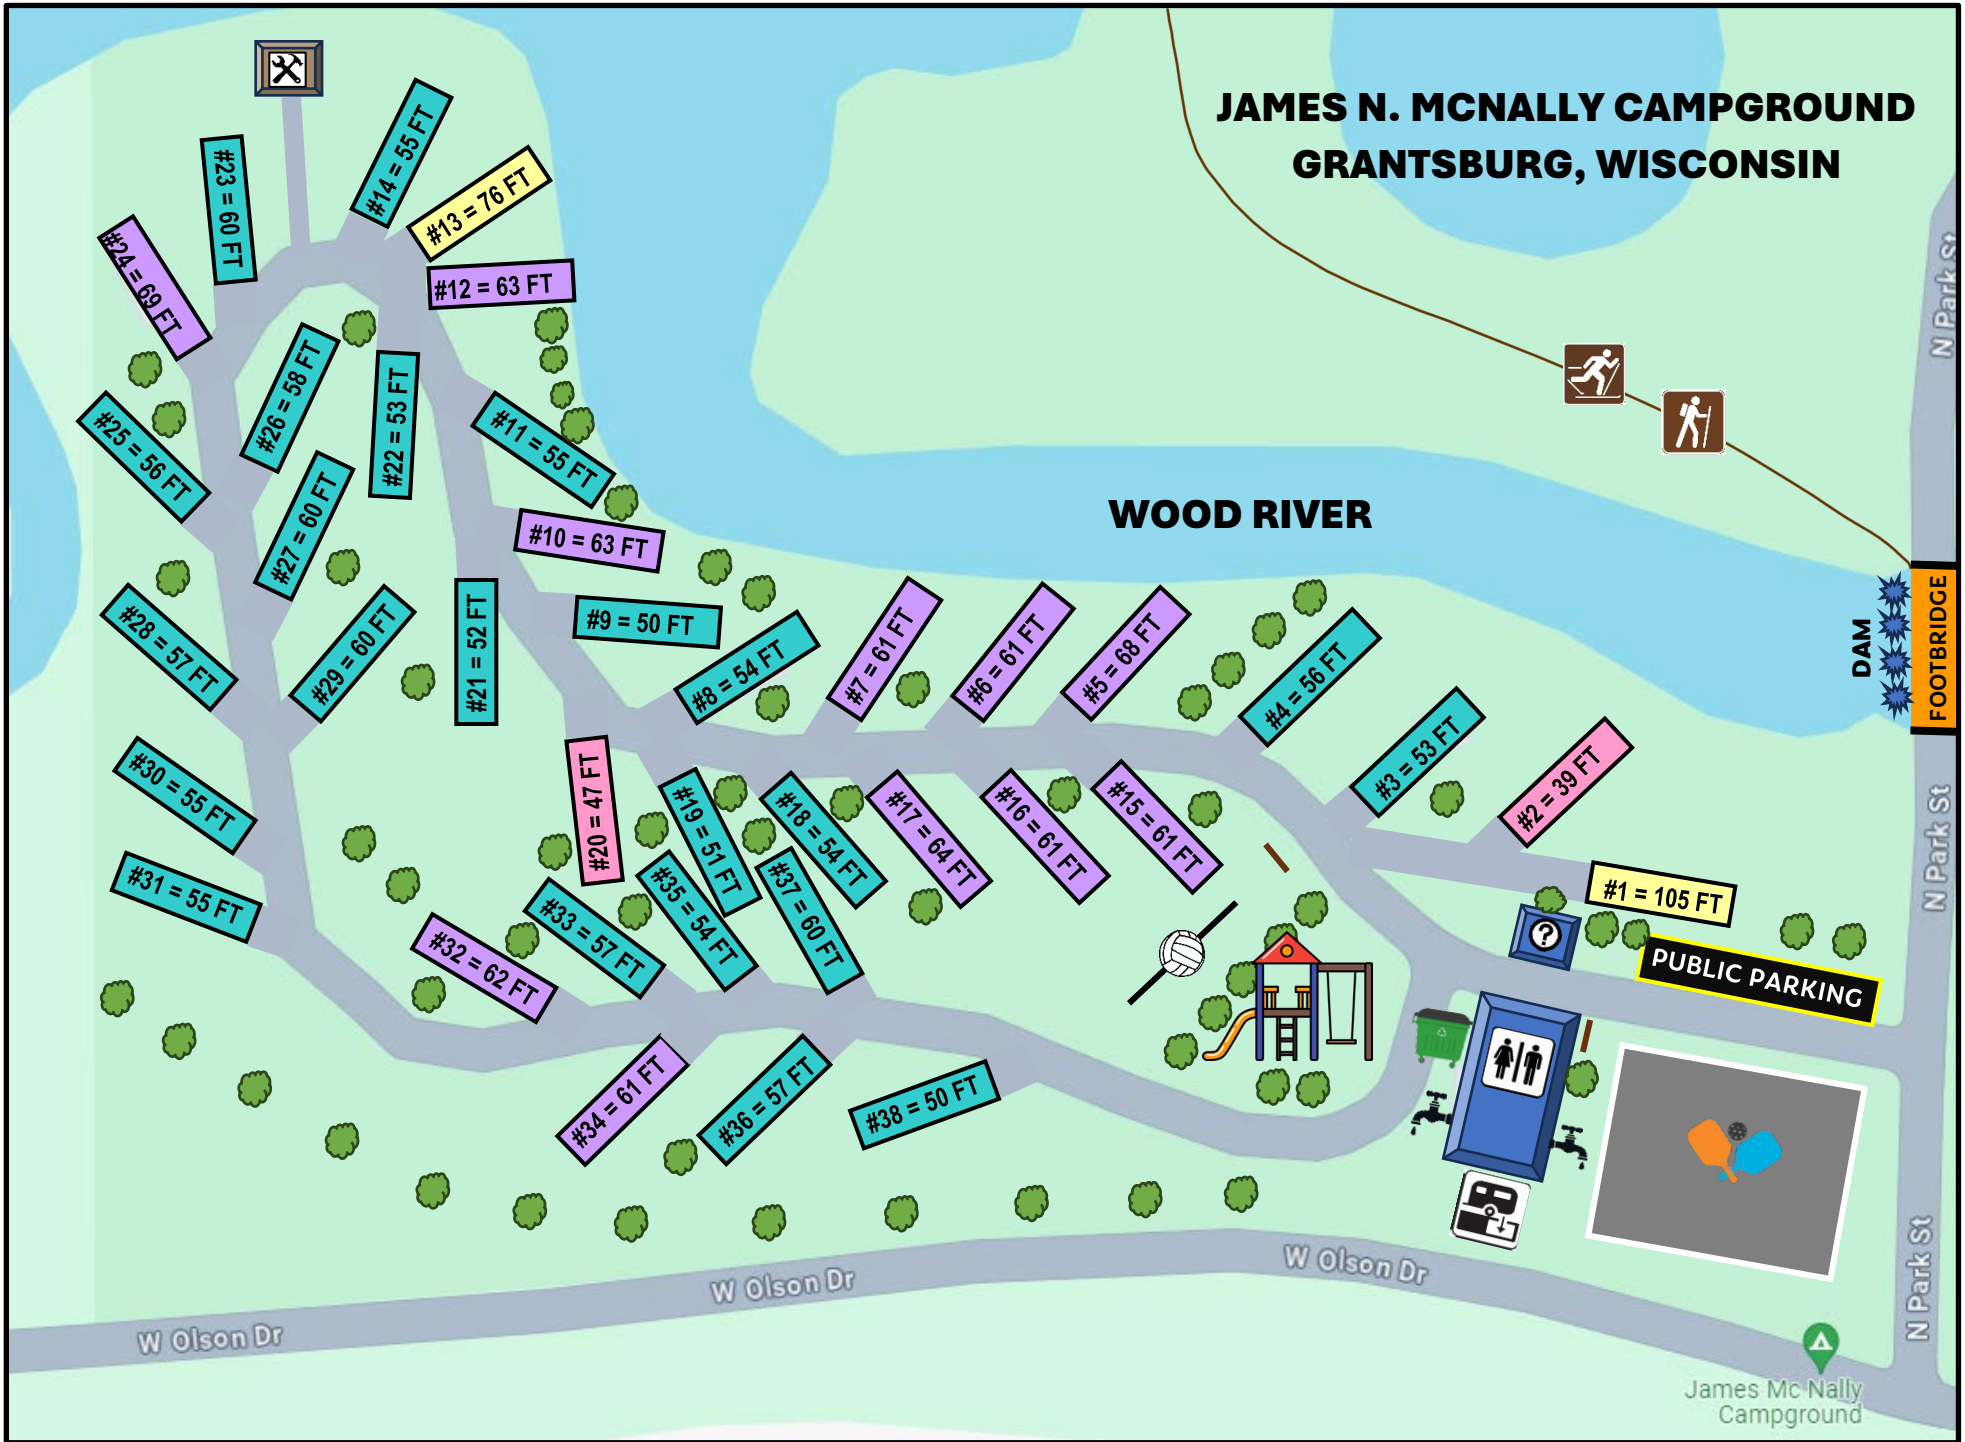 JAMES N. MCNALLY CAMPGROUND
GRANTSBURG, WISCONSIN
#14 = 55 FT
#23 = 60 FT
#13 = 76 FT
#24 = 69 FT
#12 = 63 FT
N Park St
#26 = 58 FT
#22 = 53 FT
#25 = 56 FT
#11 = 55 FT
WOOD RIVER
#27 = 60 FT
#10 = 63 FT
#28 = 57 FT
#29 = 60 FT
#21 = 52 FT
#9 = 50 FT
#8 = 54 FT
#7 = 61 FT
#6 = 61 FT
#5 = 68 FT
#4 = 56 FT
DAM
FOOTBRIDGE
#3 = 53 FT
#2 = 39 FT
#30 = 55 FT
#20 = 47 FT
#19 = 51 FT
#18 = 54 FT
#17 = 64 FT
#16 = 61 FT
#15 = 61 FT
N Park St
#31 = 55 FT
#1 = 105 FT
#32 = 62 FT
#33 = 57 FT
#35 = 54 FT
#37 = 60 FT
?
PUBLIC PARKING
#34 = 61 FT
#36 = 57 FT
#38 = 50 FT
W Olson Dr
W Olson Dr
W Olson Dr
N Park St
James Mc Nally
Campground